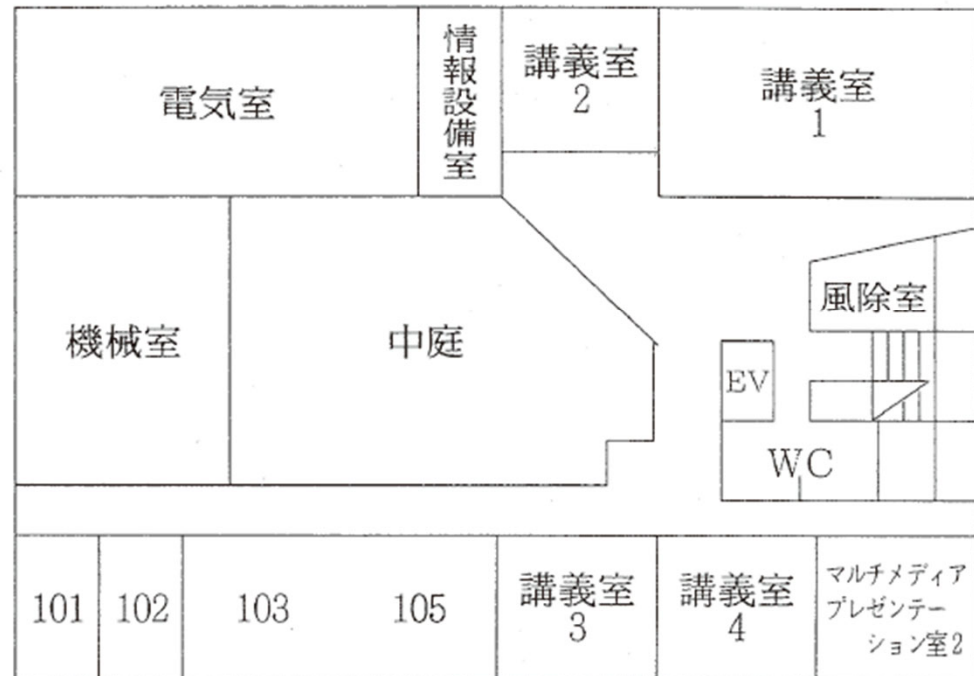 電気室
情報設備室
講義室
2
講義室
1
機械室
中庭
風除室
EV
WC
101
102
103
105
講義室
3
講義室
4
マルチメディア
プレゼンテー
ション室2